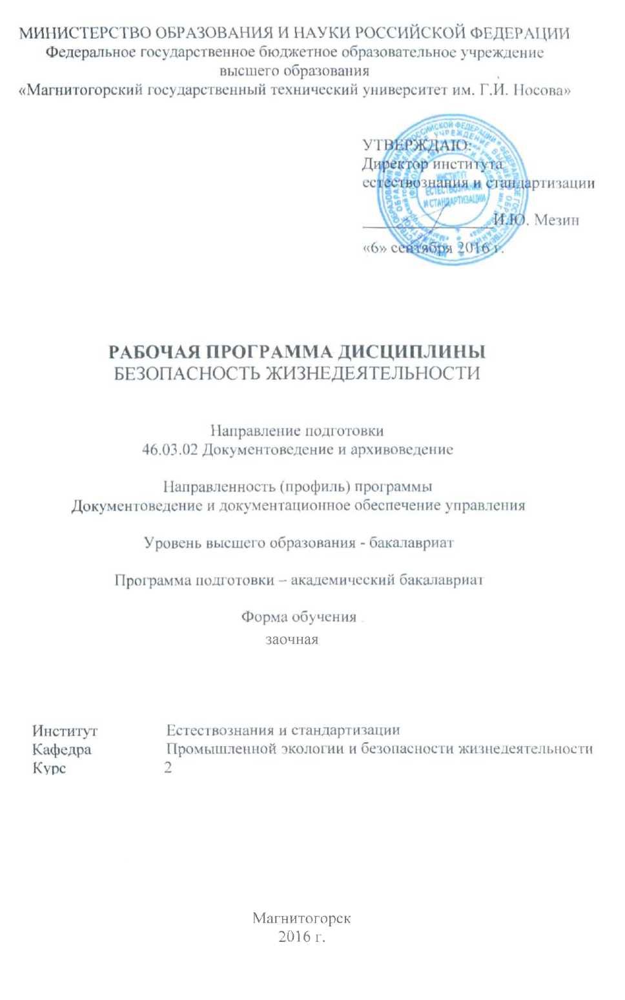 МИНИСТЕРСТВО ОБРАЗОВАНИЯ И НАУКИ РОССИЙСКОЙ ФЕДЕРАЦИИ
Федеральное государственное бюджетное образовательное учреждение
высшего образования
«Магнитогорский государственный технический университет им. Г.И. Носова»
УТВЕРЖДАЮ:
Директор института
естествознания и стандартизации
И.Ю. Мезин
«6» сентября 2016 г.
ИНСТИТУТ
ЕСТЕСТВОЗНАНИЯ
И СТАНДАРТИЗАЦИИ
РАБОЧАЯ ПРОГРАММА ДИСЦИПЛИНЫ
БЕЗОПАСНОСТЬ ЖИЗНЕДЕЯТЕЛЬНОСТИ
Направление подготовки
46.03.02 Документоведение и архивоведение
Направленность (профиль) программы
Документоведение и документационное обеспечение управления
Уровень высшего образования - бакалавриат
Программа подготовки – академический бакалавриат
Форма обучения
заочная
Институт Естествознания и стандартизации
Кафедра Промышленной экологии и безопасности жизнедеятельности
Курс 2
Магнитогорск
2016 г.